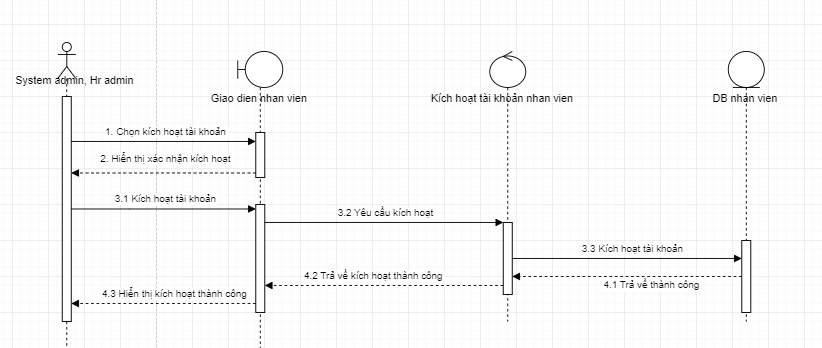 System admin, Hr admin
Giao dien nhan vien
Kích hoạt tài khoản nhan vien
DB nhân vien
1. Chọn kích hoạt tài khoản
2. Hiển thị xác nhận kích hoạt
3.1 Kích hoạt tài khoản
3.2 Yêu cầu kích hoạt
3.3 Kích hoạt tài khoản
4.1 Trả về thành công
4.2 Trả về kích hoạt thành công
4.3 Hiển thị kích hoạt thành công